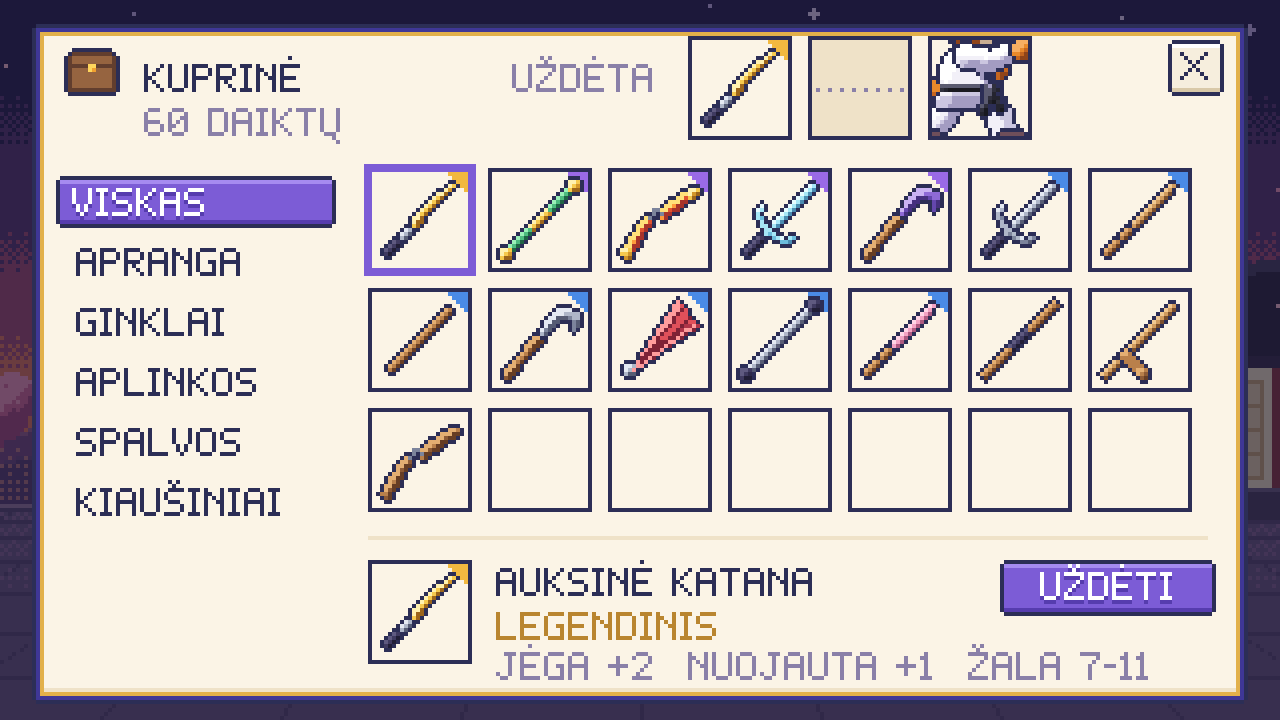 KUPRINĖ
60 DAIKTŲ
UŽDĖTA
VISKAS
APRANGA
GINKLAI
APLINKOS
SPALVOS
KIAUŠINIAI
AUKSINĖ KATANA
LEGENDINIS
JĖGA +2 NUOJAUTA +1 ŽALA 7-11
UŽDĖTI